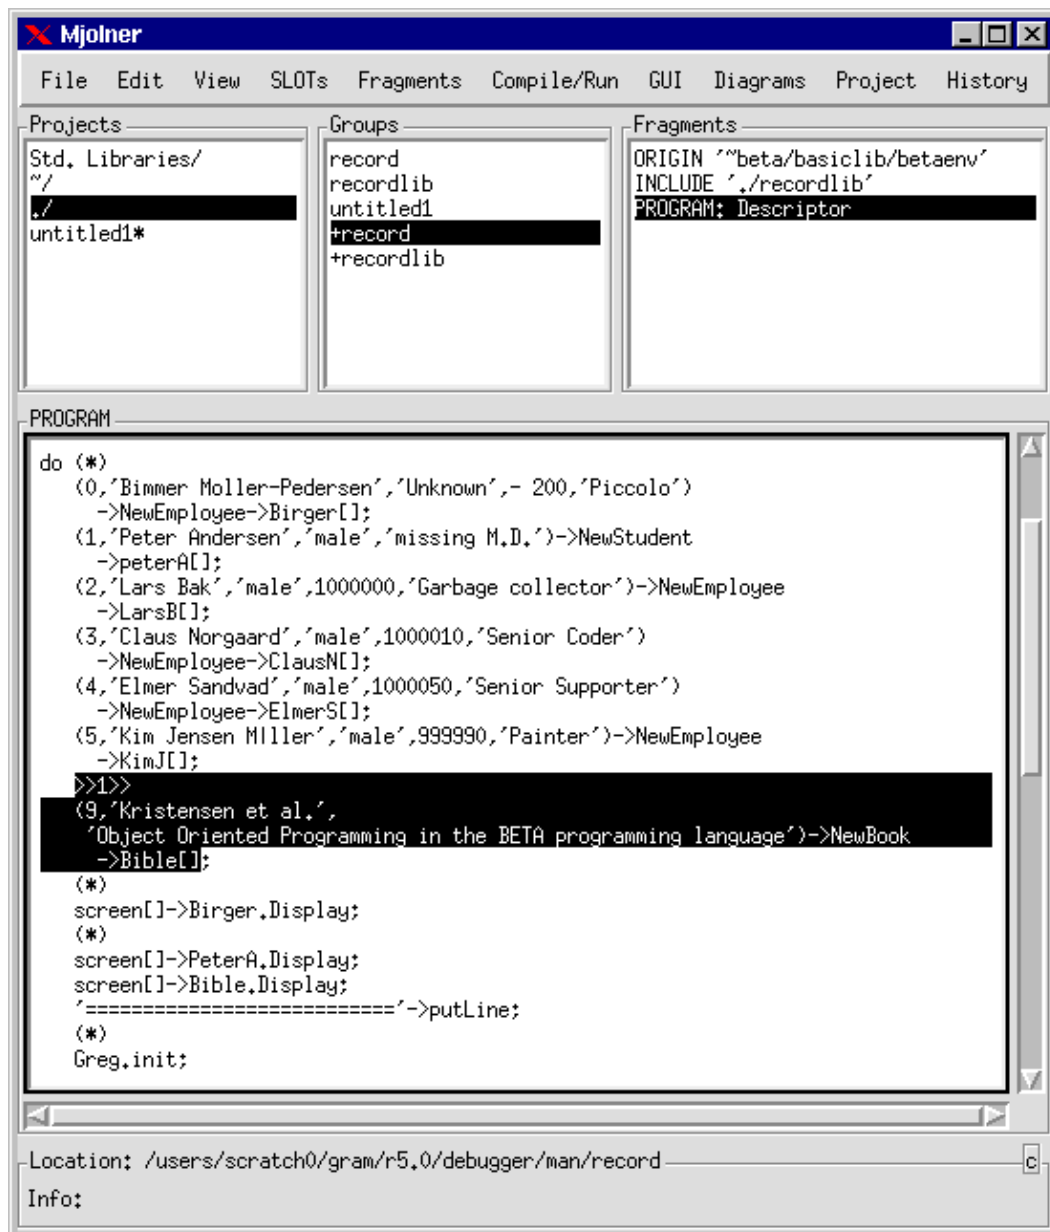 Mjolner
File Edit View SLOTs Fragments Compile/Run GUI Diagrams Project History
Projects
Std. Libraries/
~/
./
untitled1*
Groups
record
recordlib
untitled1
+record
+recordlib
Fragments
ORIGIN '~beta/basiclib/betaenv'
INCLUDE './recordlib'
PROGRAM: Descriptor
PROGRAM
do (*)
(0,'Bimmer Moller-Pedersen','Unknown',- 200,'Piccolo')
->NewEmployee->Birger[];
(1,'Peter Andersen','male','missing M.D.')->NewStudent
->peterA[];
(2,'Lars Bak','male',1000000,'Garbage collector')->NewEmployee
->LarsB[];
(3,'Claus Norgaard','male',1000010,'Senior Coder')
->NewEmployee->ClausN[];
(4,'Elmer Sandvad','male',1000050,'Senior Supporter')
->NewEmployee->ElmerS[];
(5,'Kim Jensen M|ller','male',999990,'Painter')->NewEmployee
->KimJ[];
>>1>>
(9,'Kristensen et al.',
'Object Oriented Programming in the BETA programming language')->NewBook
->Bible[];
(*)
screen[]->Birger.Display;
(*)
screen[]->PeterA.Display;
screen[]->Bible.Display;
'==========================='->putLine;
(*)
Greg.init;
Location: /users/scratch0/gram/r5.0/debugger/man/record
c
Info: